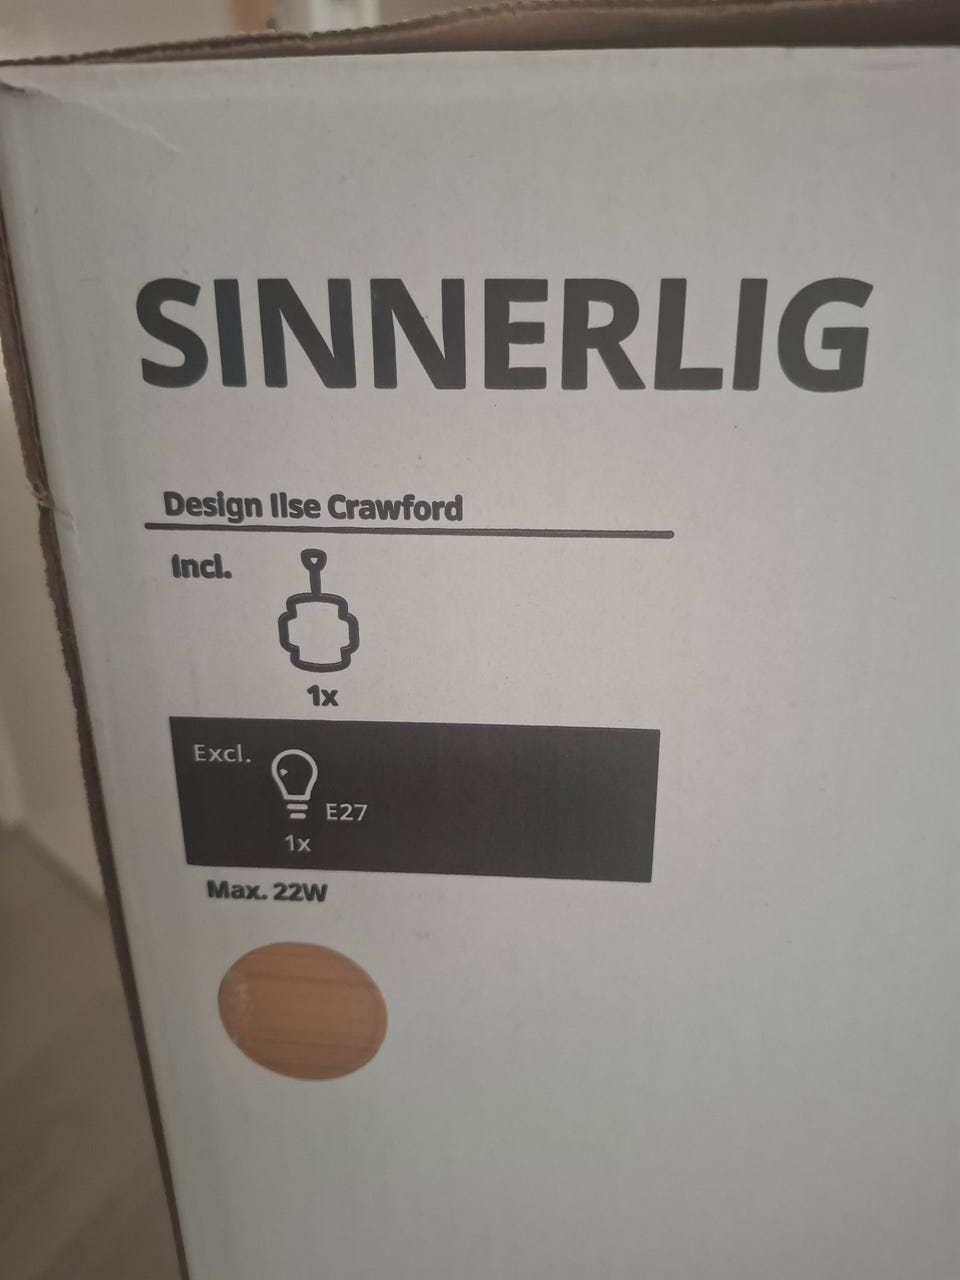 SINNERLIG
Design Ilse Crawford
Incl.
1x
Excl.
E27
1x
Max. 22W